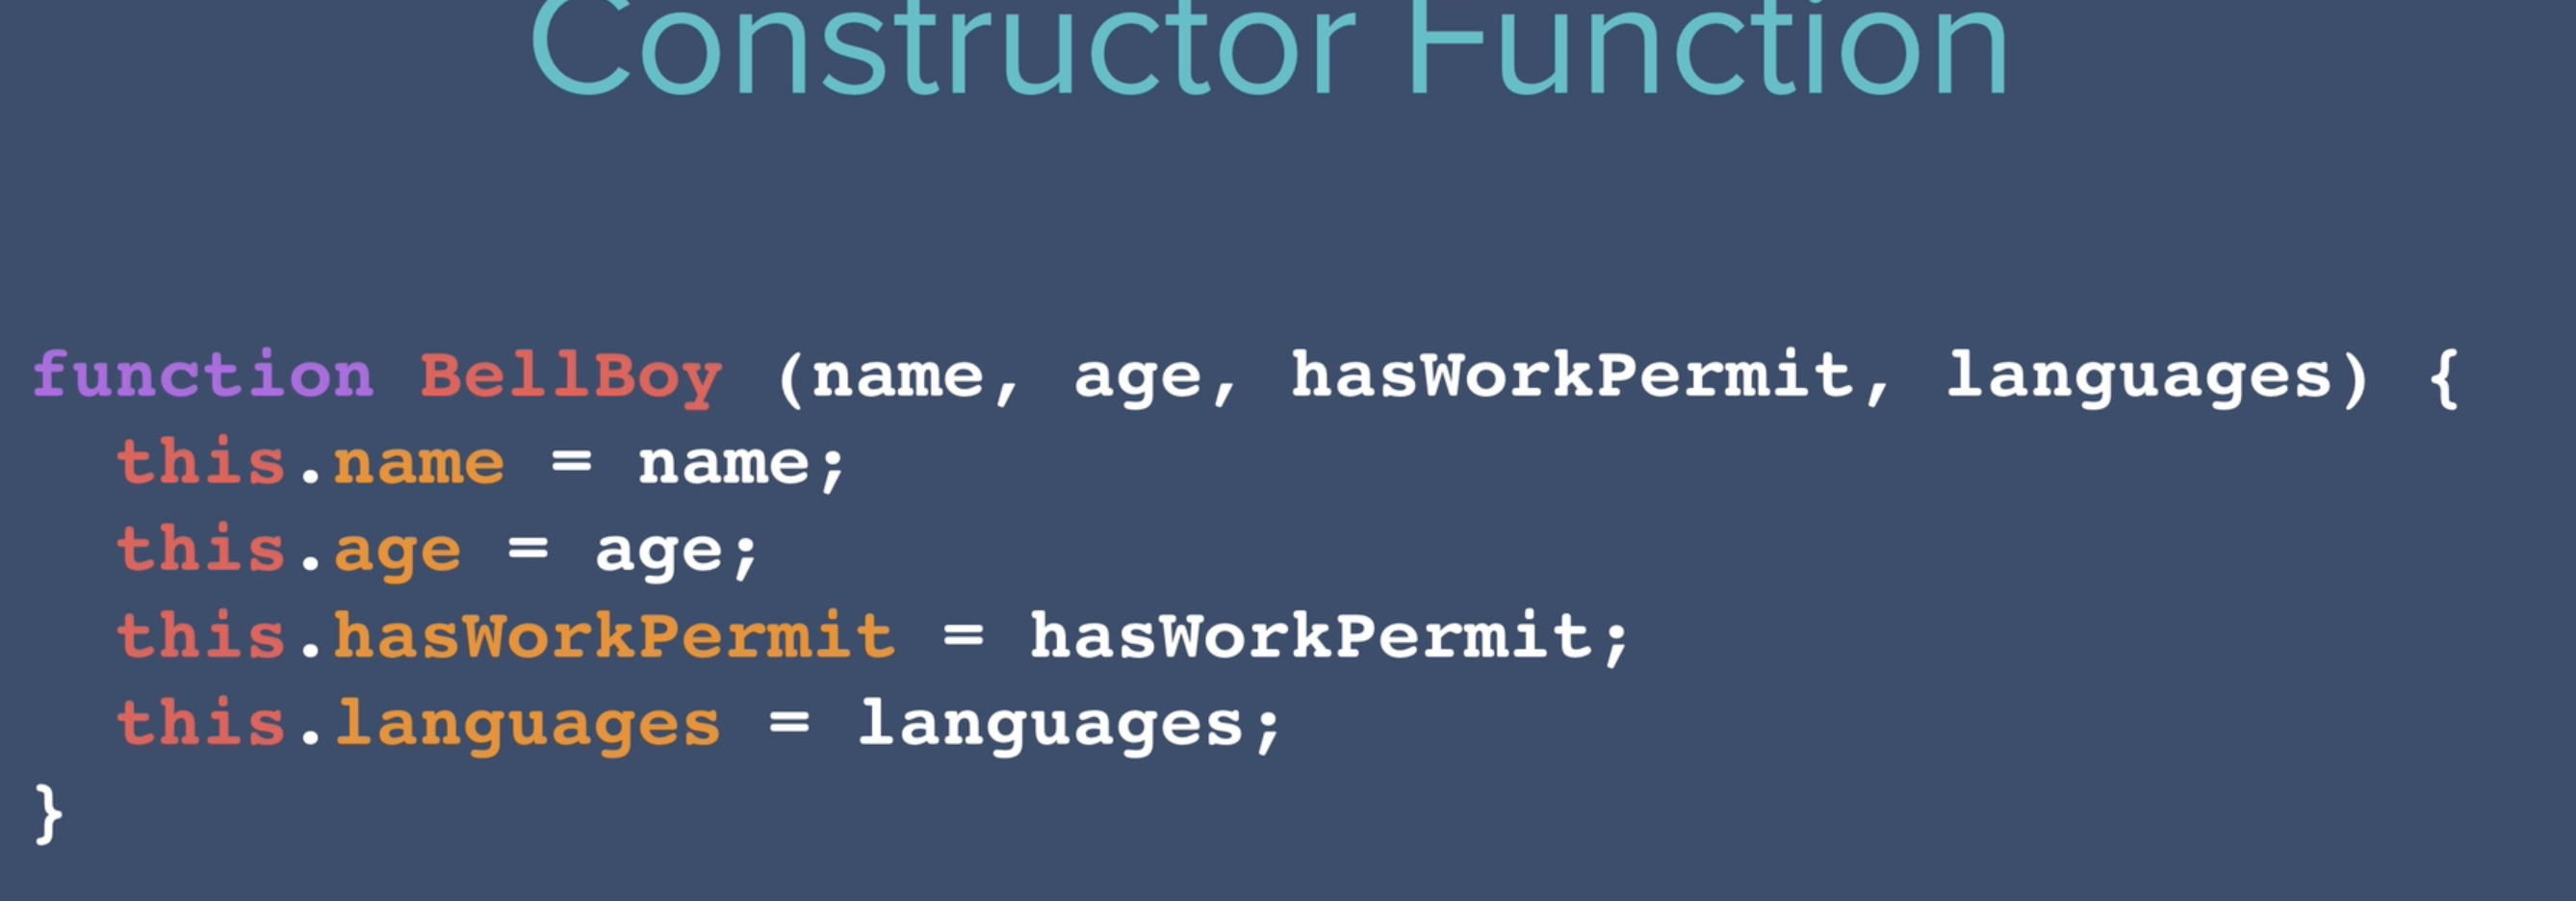 Constructor Function
function BellBoy (name, age, hasWorkPermit, languages) {
this.name = name;
this.age = age;
this.hasWorkPermit = hasWorkPermit;
this.languages = languages;
}